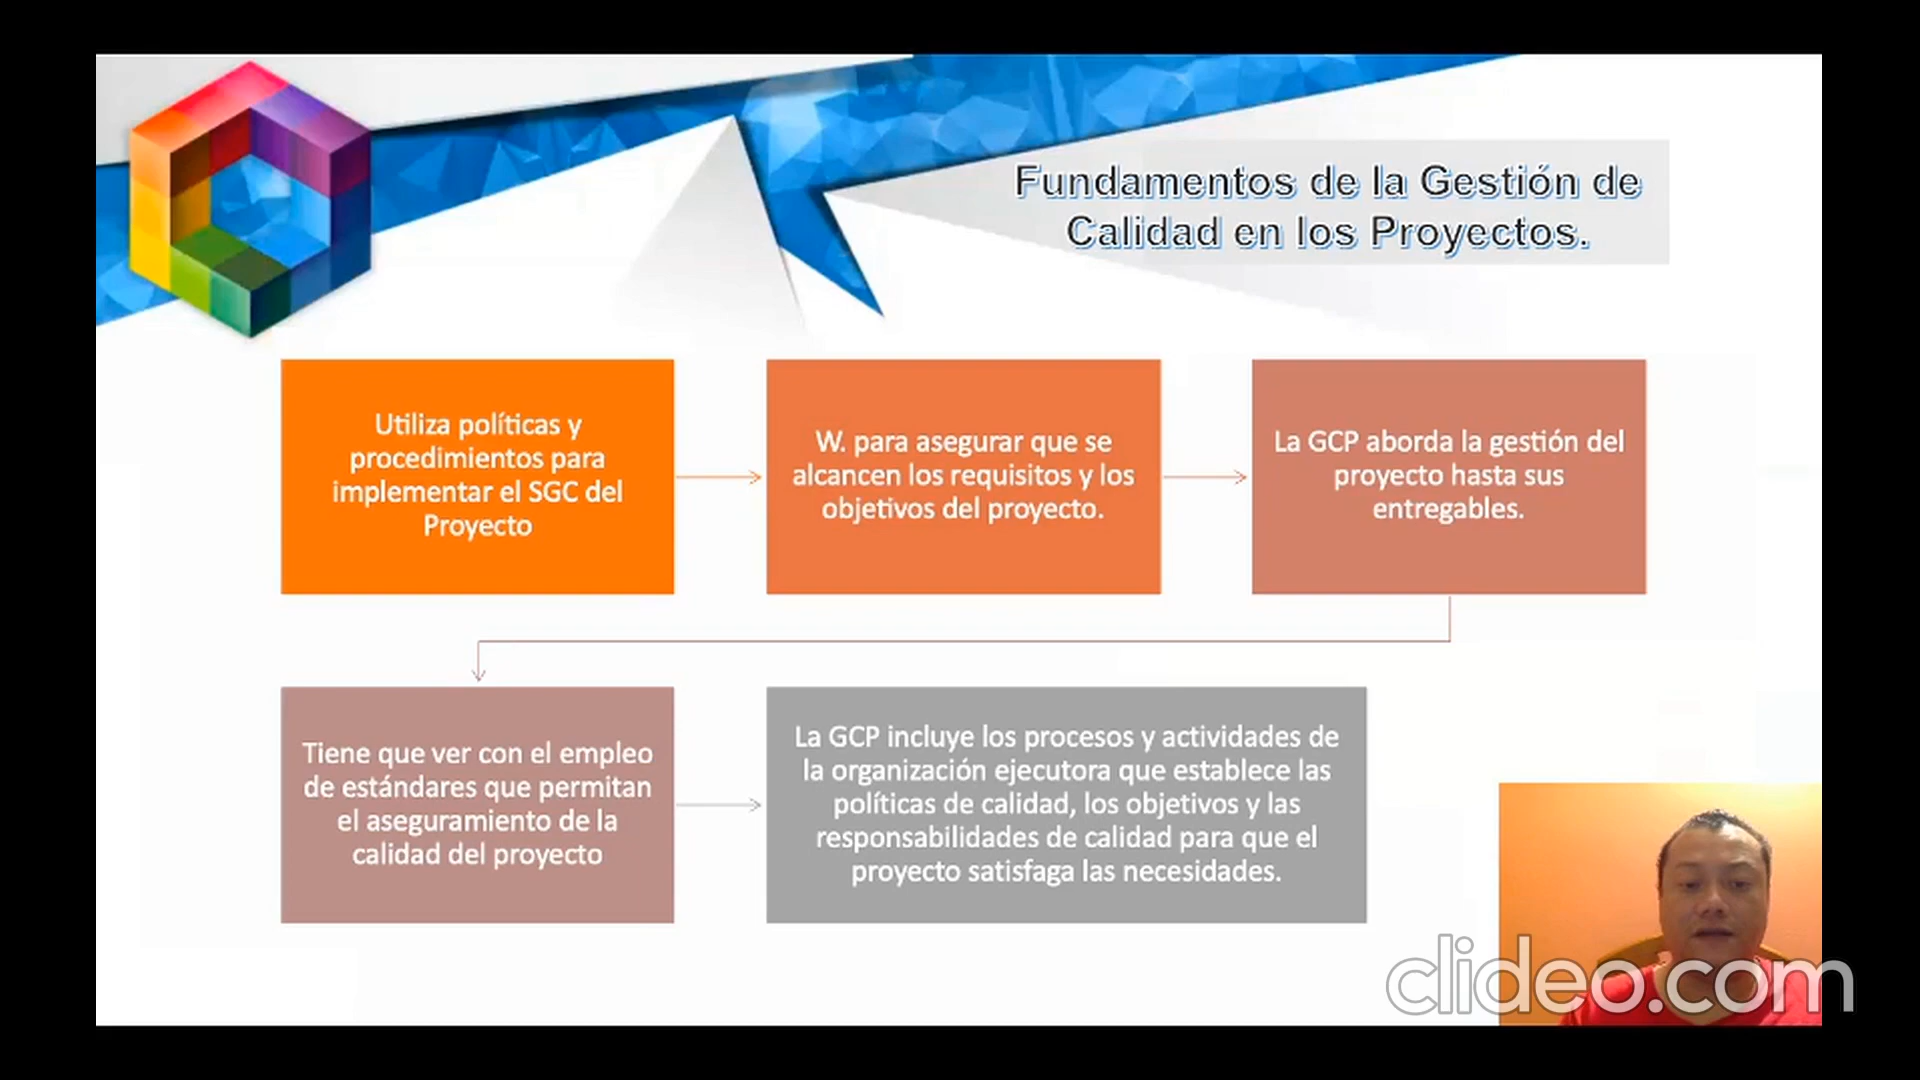 Fundamentos de la Gestión de
Calidad en los Proyectos.
Utiliza políticas y
procedimientos para
implementar el SGC del
Proyecto
W. para asegurar que se
alcancen los requisitos y los
objetivos del proyecto.
La GCP aborda la gestión del
proyecto hasta sus
entregables.
Tiene que ver con el empleo
de estándares que permitan
el aseguramiento de la
calidad del proyecto
La GCP incluye los procesos y actividades de
la organización ejecutora que establece las
políticas de calidad, los objetivos y las
responsabilidades de calidad para que el
proyecto satisfaga las necesidades.
clideo.com